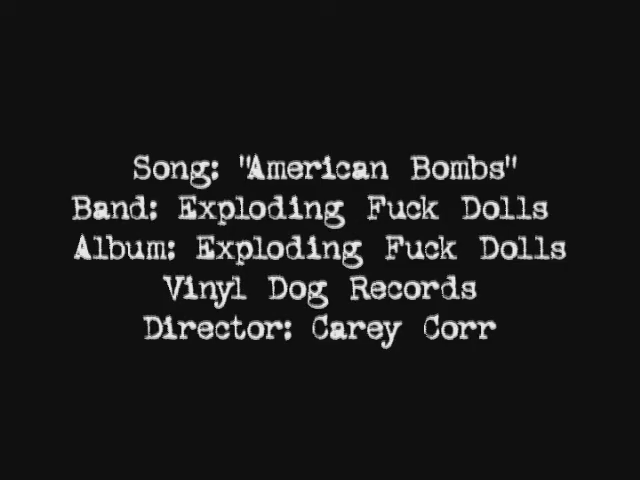 Song: "American Bombs"
Band: Exploding Fuck Dolls
Album: Exploding Fuck Dolls
Vinyl Dog Records
Director: Carey Corr